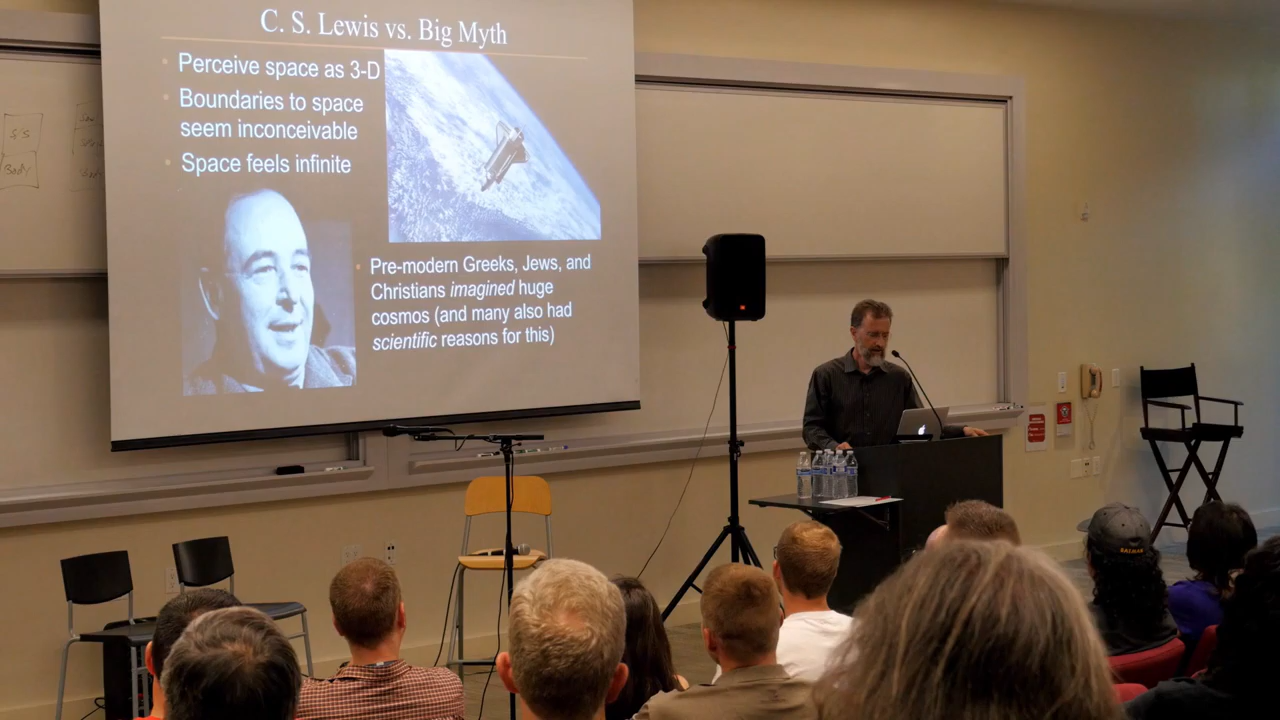 C. S. Lewis vs. Big Myth
Perceive space as 3-D
Boundaries to space
seem inconceivable
Space feels infinite
Pre-modern Greeks, Jews, and
Christians imagined huge
cosmos (and many also had
scientific reasons for this)
Body